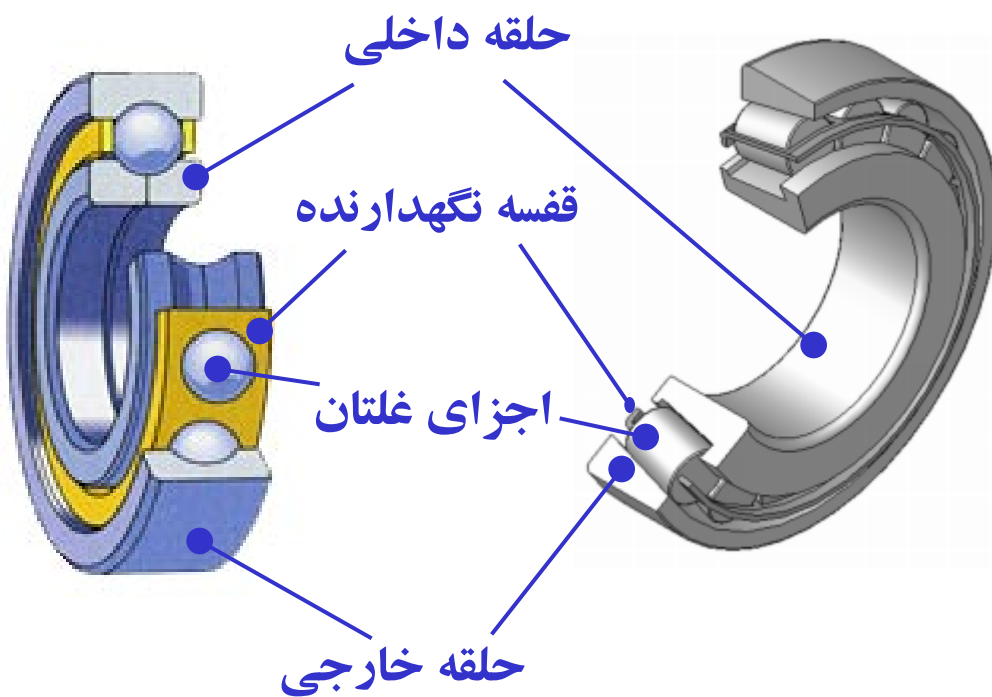 حلقه داخلی
قفسه نگهدارنده
اجزای غلتان
حلقه خارجی